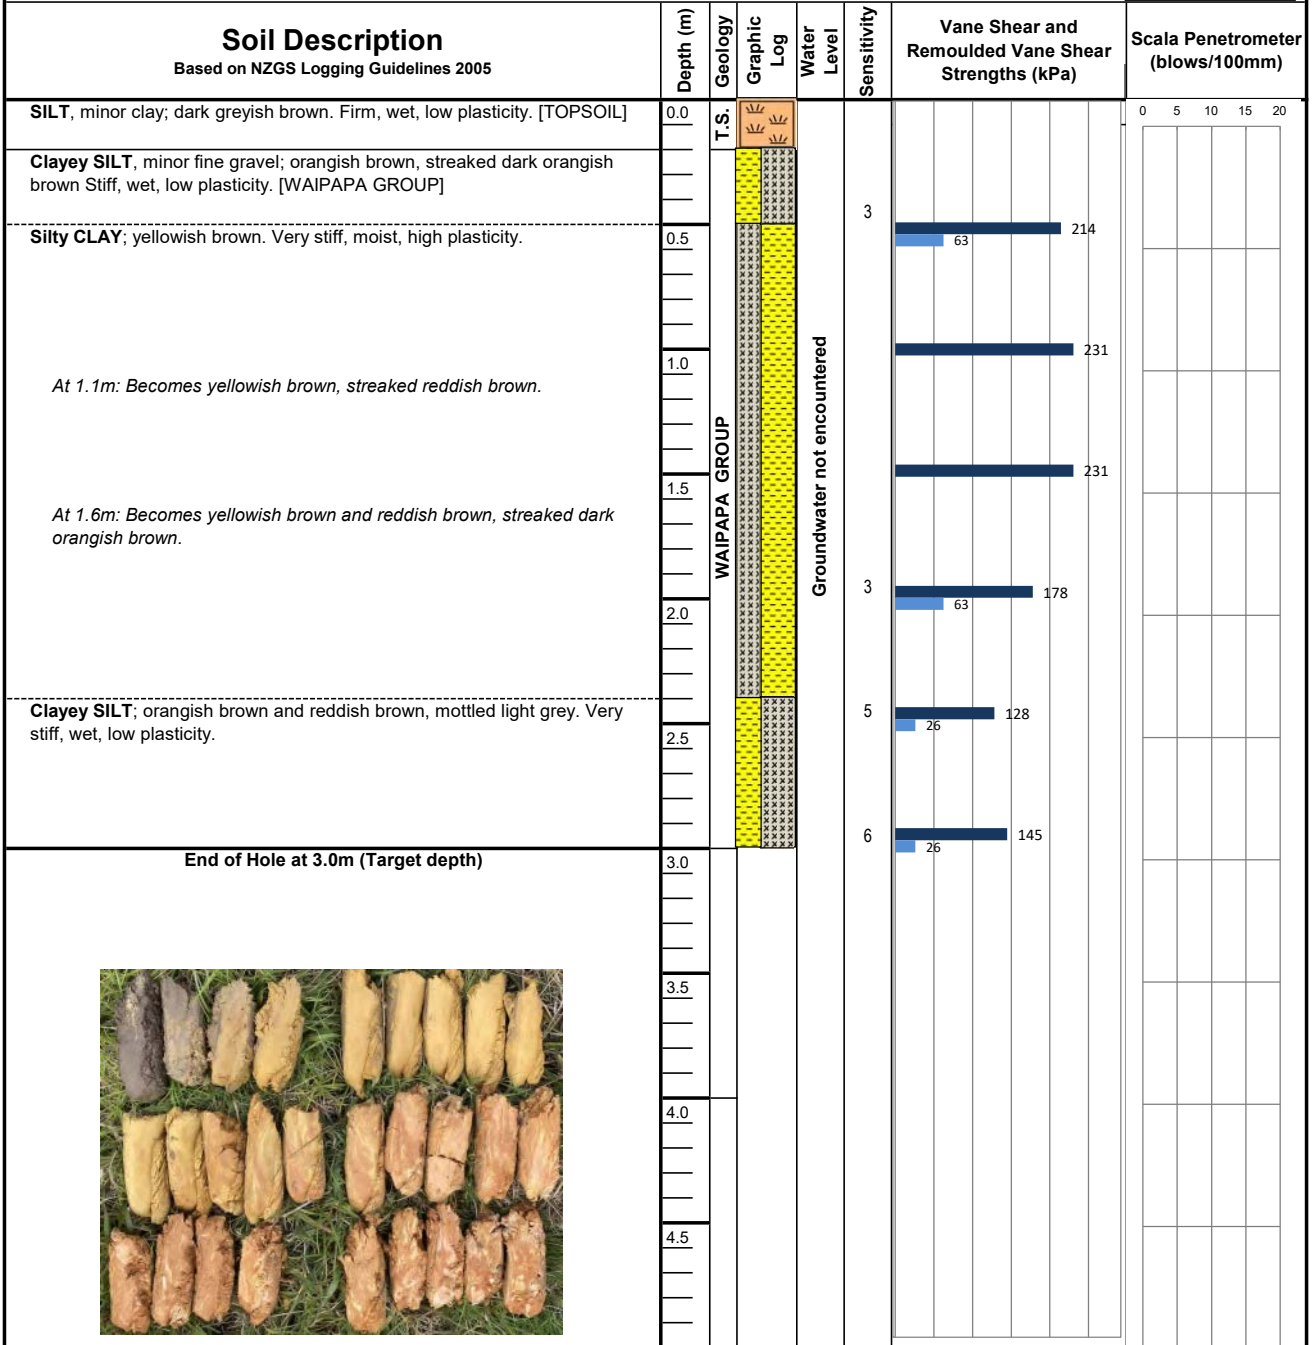 Soil Description
Based on NZGS Logging Guidelines 2005
Depth (m)
Geology
Graphic
Log
Water
Level
Sensitivity
Vane Shear and
Remoulded Vane Shear
Strengths (kPa)
Scala Penetrometer
(blows/100mm)
0 5 10 15 20
SILT, minor clay; dark greyish brown. Firm, wet, low plasticity. [TOPSOIL]
0.0
T.S.
Clayey SILT, minor fine gravel; orangish brown, streaked dark orangish
brown Stiff, wet, low plasticity. [WAIPAPA GROUP]
3
214
63
Silty CLAY; yellowish brown. Very stiff, moist, high plasticity.
0.5
231
1.0
At 1.1m: Becomes yellowish brown, streaked reddish brown.
WAIPAPA GROUP
Groundwater not encountered
231
1.5
At 1.6m: Becomes yellowish brown and reddish brown, streaked dark
orangish brown.
3
178
63
2.0
Clayey SILT; orangish brown and reddish brown, mottled light grey. Very
stiff, wet, low plasticity.
5
128
26
2.5
6
145
26
End of Hole at 3.0m (Target depth)
3.0
3.5
4.0
4.5